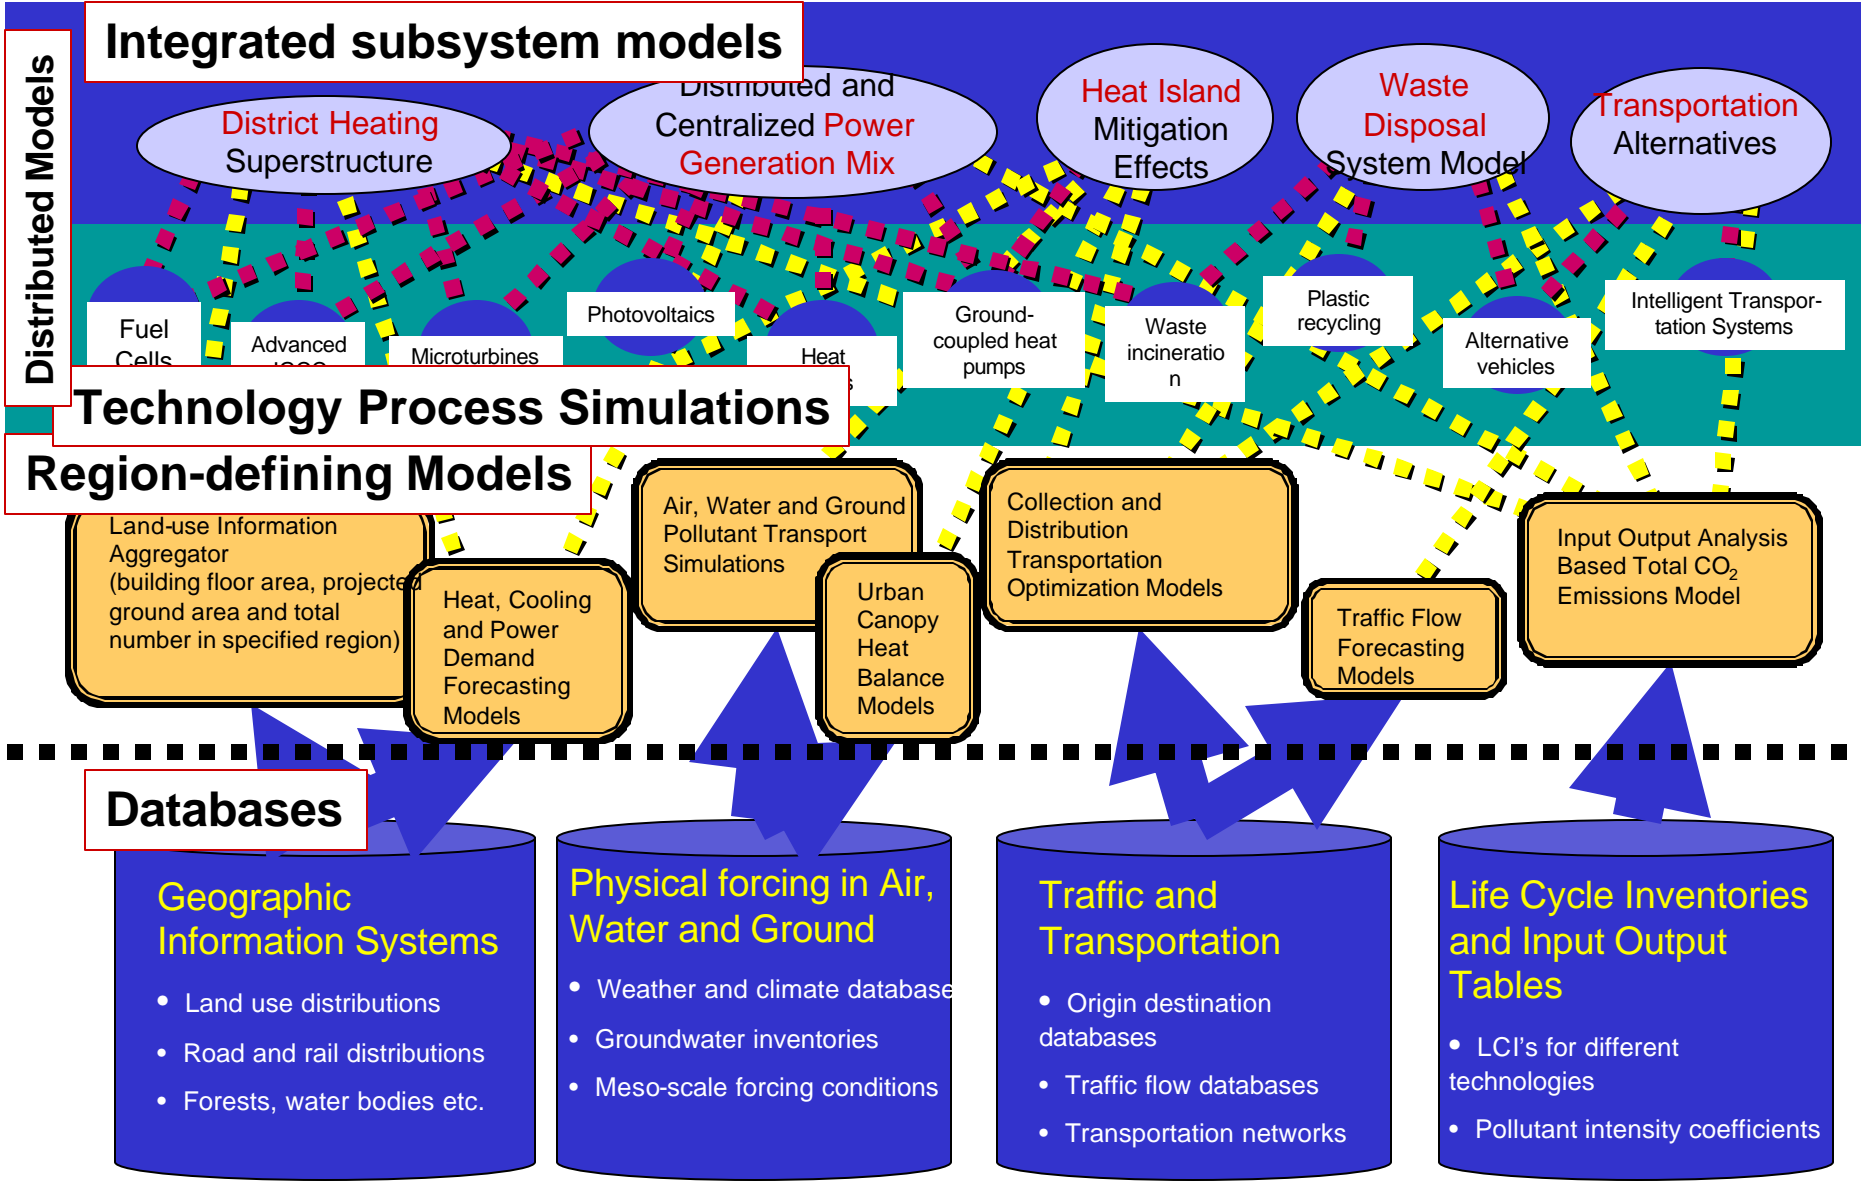 Integrated subsystem models
Distributed Models
District Heating
Superstructure
Distributed and
Centralized Power
Generation Mix
Heat Island
Mitigation
Effects
Waste
Disposal
System Model
Transportation
Alternatives
Fuel
Cells
Advanced
Microturbines
Photovoltaics
Heat
Ground-
coupled heat
pumps
Waste
incineratio
n
Plastic
recycling
Alternative
vehicles
Intelligent Transpor-
tation Systems
Technology Process Simulations
Region-defining Models
Land-use Information
Aggregator
(building floor area, projected
ground area and total
number in specified region)
Heat, Cooling
and Power
Demand
Forecasting
Models
Air, Water and Ground
Pollutant Transport
Simulations
Urban
Canopy
Heat
Balance
Models
Collection and
Distribution
Transportation
Optimization Models
Traffic Flow
Forecasting
Models
Input Output Analysis
Based Total CO2
Emissions Model
Databases
Geographic
Information Systems
• Land use distributions
• Road and rail distributions
• Forests, water bodies etc.
Physical forcing in Air,
Water and Ground
• Weather and climate database
• Groundwater inventories
• Meso-scale forcing conditions
Traffic and
Transportation
• Origin destination
databases
• Traffic flow databases
• Transportation networks
Life Cycle Inventories
and Input Output
Tables
• LCI's for different
technologies
• Pollutant intensity coefficients